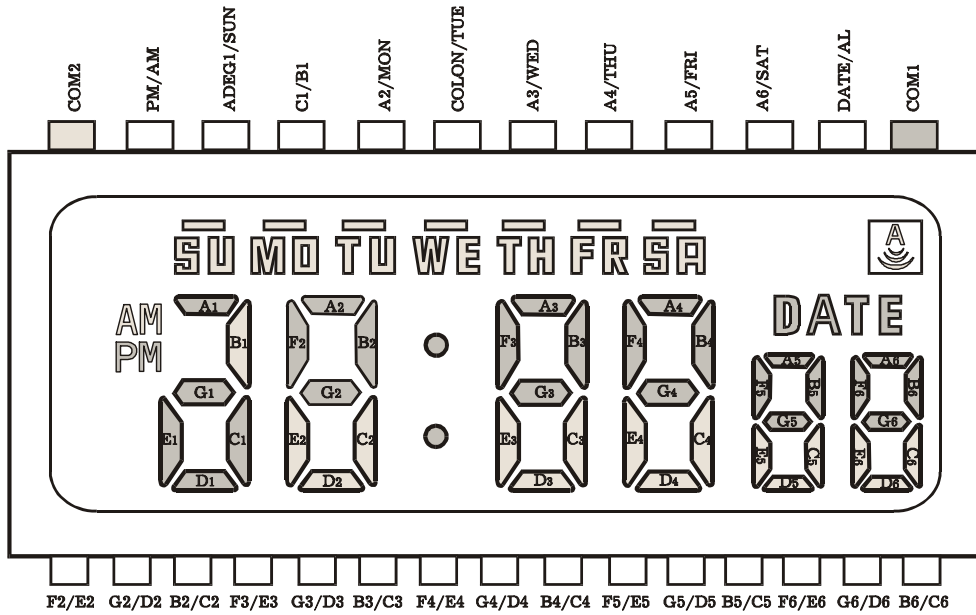 COM2 PM/AM ADEG1/SUN C1/B1 A2/MON COLON/TUE A3/WED A4/THU A5/FRI A6/SAT DATE/AL COM1
SU MO TU WE TH FR SA A
AM A1 A2 A3 A4 DATE
PM B1 F2 B2 F3 B3 F4 B4
A5 A6
F5 B5 F6 B6
G1 G2 G3 G4
G5 G6
E1 C1 E2 C2 E3 C3 E4 C4
E5 C5 E6 C6
D1 D2 D3 D4 D5 D6
F2/E2 G2/D2 B2/C2 F3/E3 G3/D3 B3/C3 F4/E4 G4/D4 B4/C4 F5/E5 G5/D5 B5/C5 F6/E6 G6/D6 B6/C6